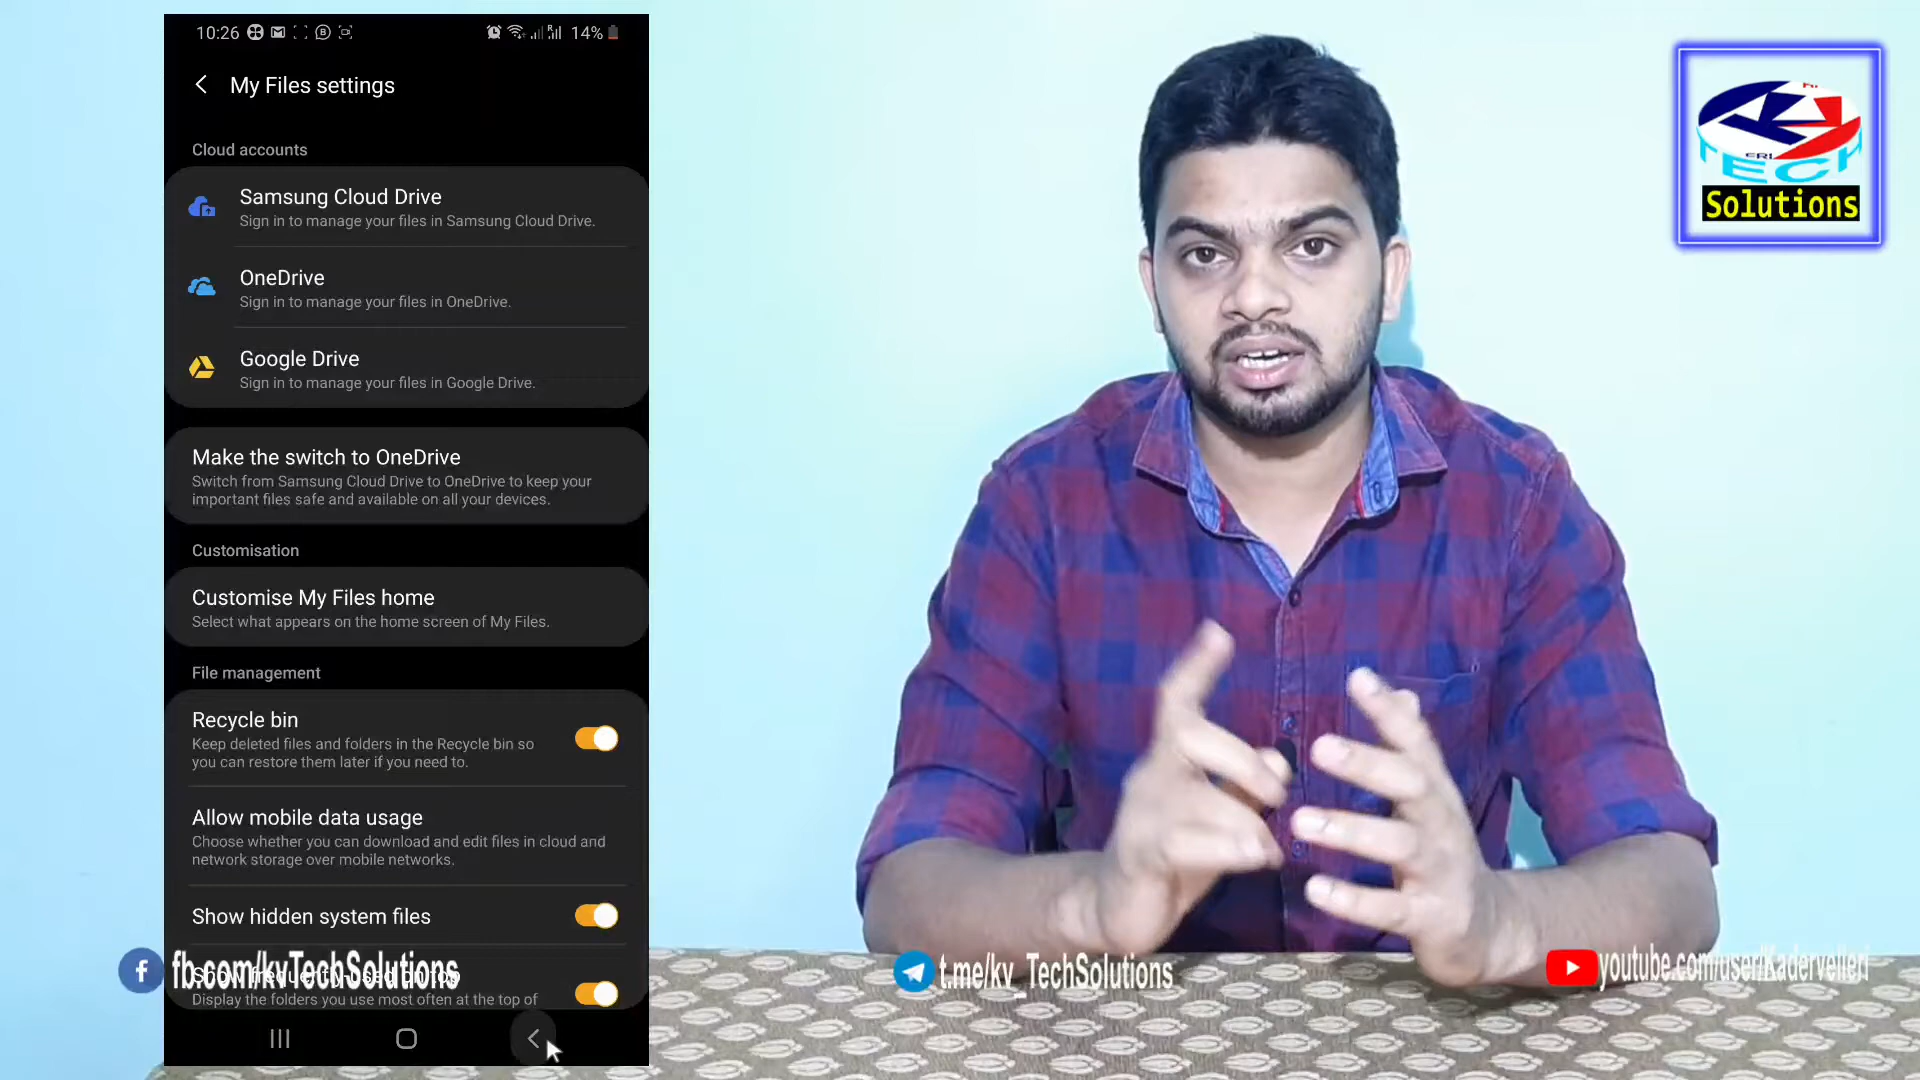 10:26
14%
My Files settings
Cloud accounts
Samsung Cloud Drive
Sign in to manage your files in Samsung Cloud Drive.
OneDrive
Sign in to manage your files in OneDrive.
Google Drive
Sign in to manage your files in Google Drive.
Make the switch to OneDrive
Switch from Samsung Cloud Drive to OneDrive to keep your
important files safe and available on all your devices.
Customisation
Customise My Files home
Select what appears on the home screen of My Files.
File management
Recycle bin
Keep deleted files and folders in the Recycle bin so
you can restore them later if you need to.
Allow mobile data usage
Choose whether you can download and edit files in cloud and
network storage over mobile networks.
Show hidden system files
Show frequently used on top
Display the folders you use most often at the top of
fb.com/kvTechSolutions
t.me/kv_TechSolutions
youtube.com/user/Kadervelleri
ERI
TECH
Solutions